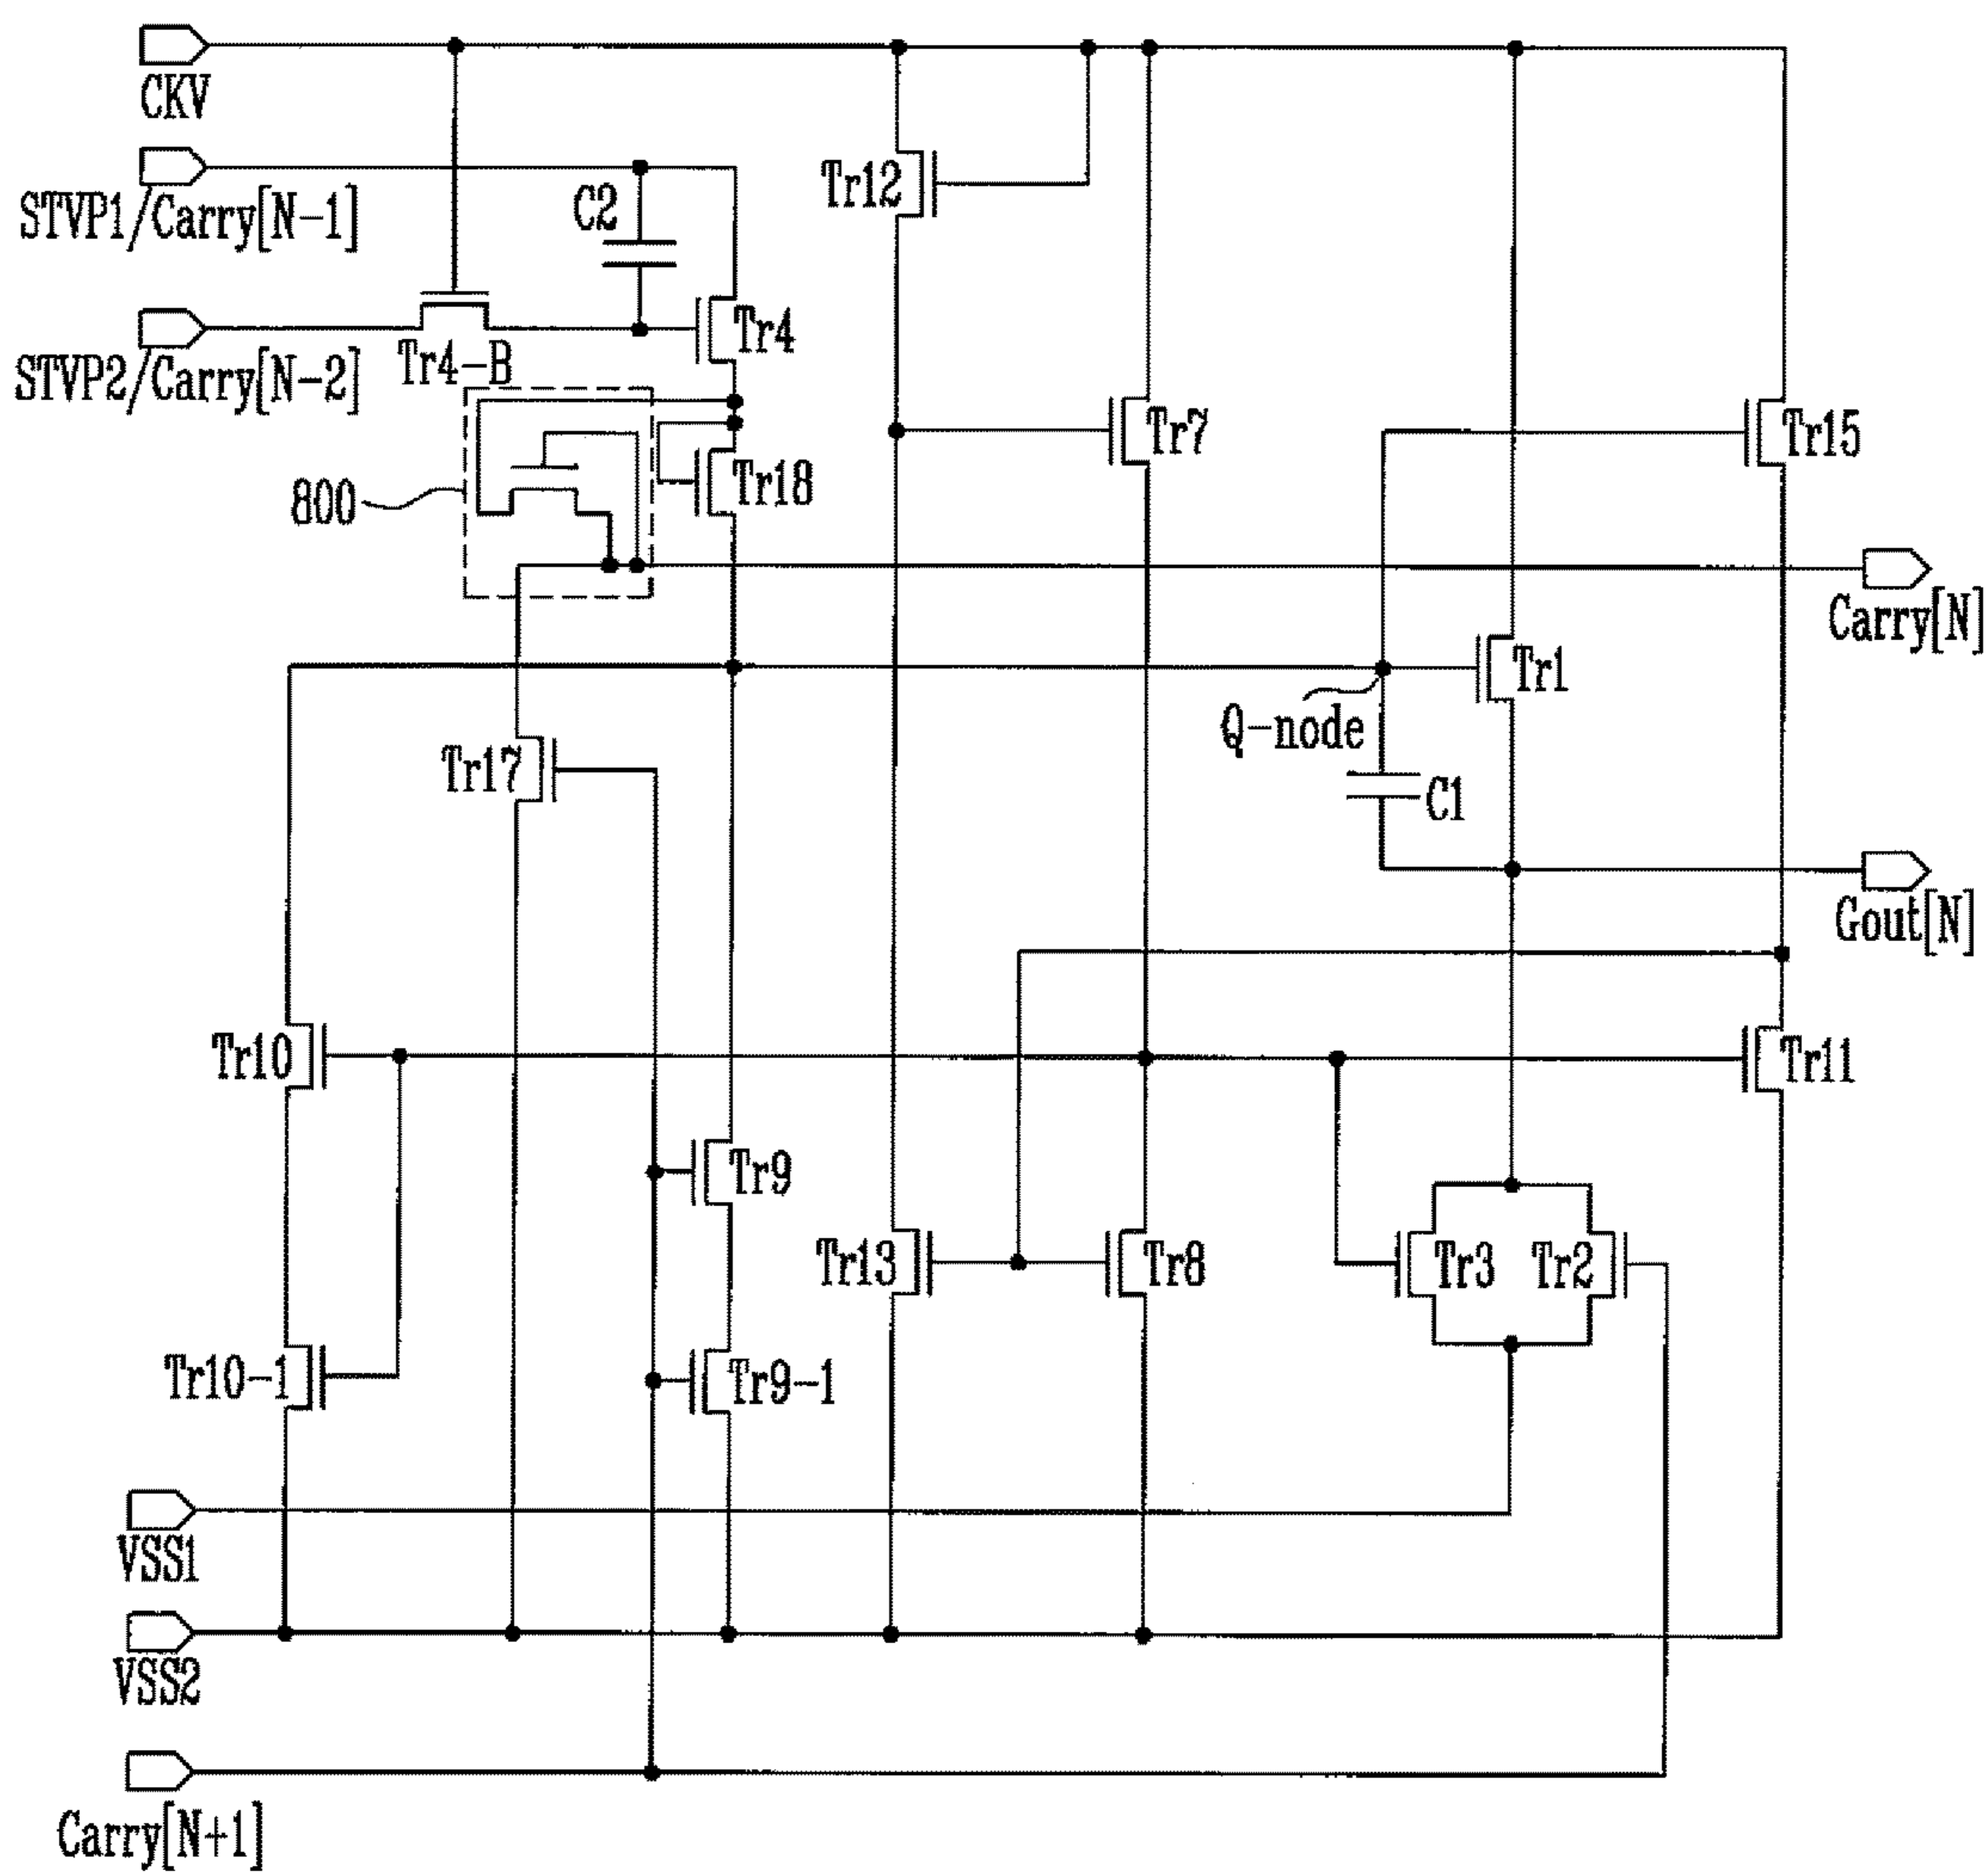 CKV
STVP1/Carry[N-1]
C2
Tr12
STVP2/Carry[N-2]
Tr4-B
Tr4
Tr7
Tr15
800
Tr18
Carry[N]
Tr1
Q-node
Tr17
C1
Gout[N]
Tr10
Tr11
Tr9
Tr13
Tr8
Tr3
Tr2
Tr10-1
Tr9-1
VSS1
VSS2
Carry[N+1]